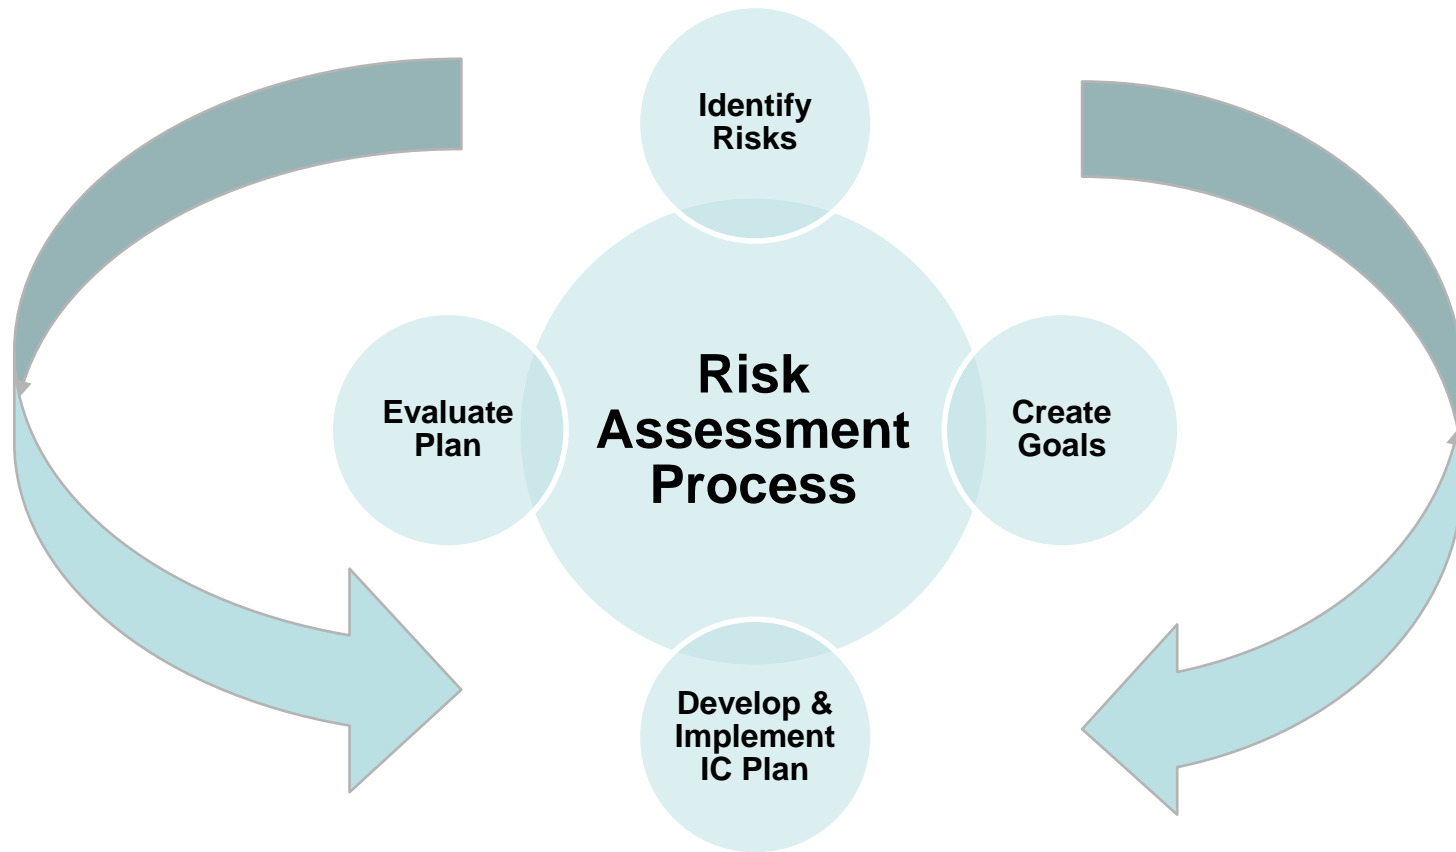 Identify
Risks
Evaluate
Plan
Risk
Assessment
Process
Create
Goals
Develop &
Implement
IC Plan